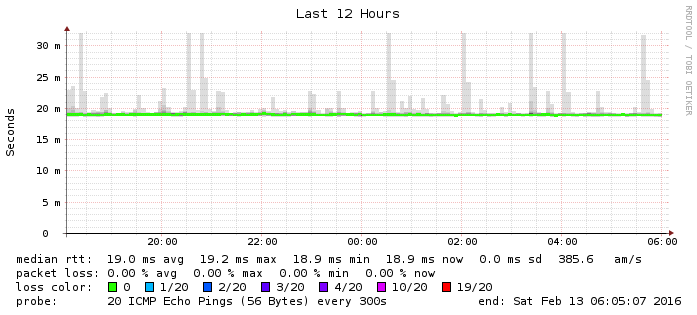 Last 12 Hours
RRDTOOL / TOBI OETIKER
Seconds
30 m
25 m
20 m
15 m
10 m
5 m
0
20:00 22:00 00:00 02:00 04:00 06:00
median rtt: 19.0 ms avg 19.2 ms max 18.9 ms min 18.9 ms now 0.0 ms sd 385.6 am/s
packet loss: 0.00 % avg 0.00 % max 0.00 % min 0.00 % now
loss color: 0 1/20 2/20 3/20 4/20 10/20 19/20
probe: 20 ICMP Echo Pings (56 Bytes) every 300s end: Sat Feb 13 06:05:07 2016